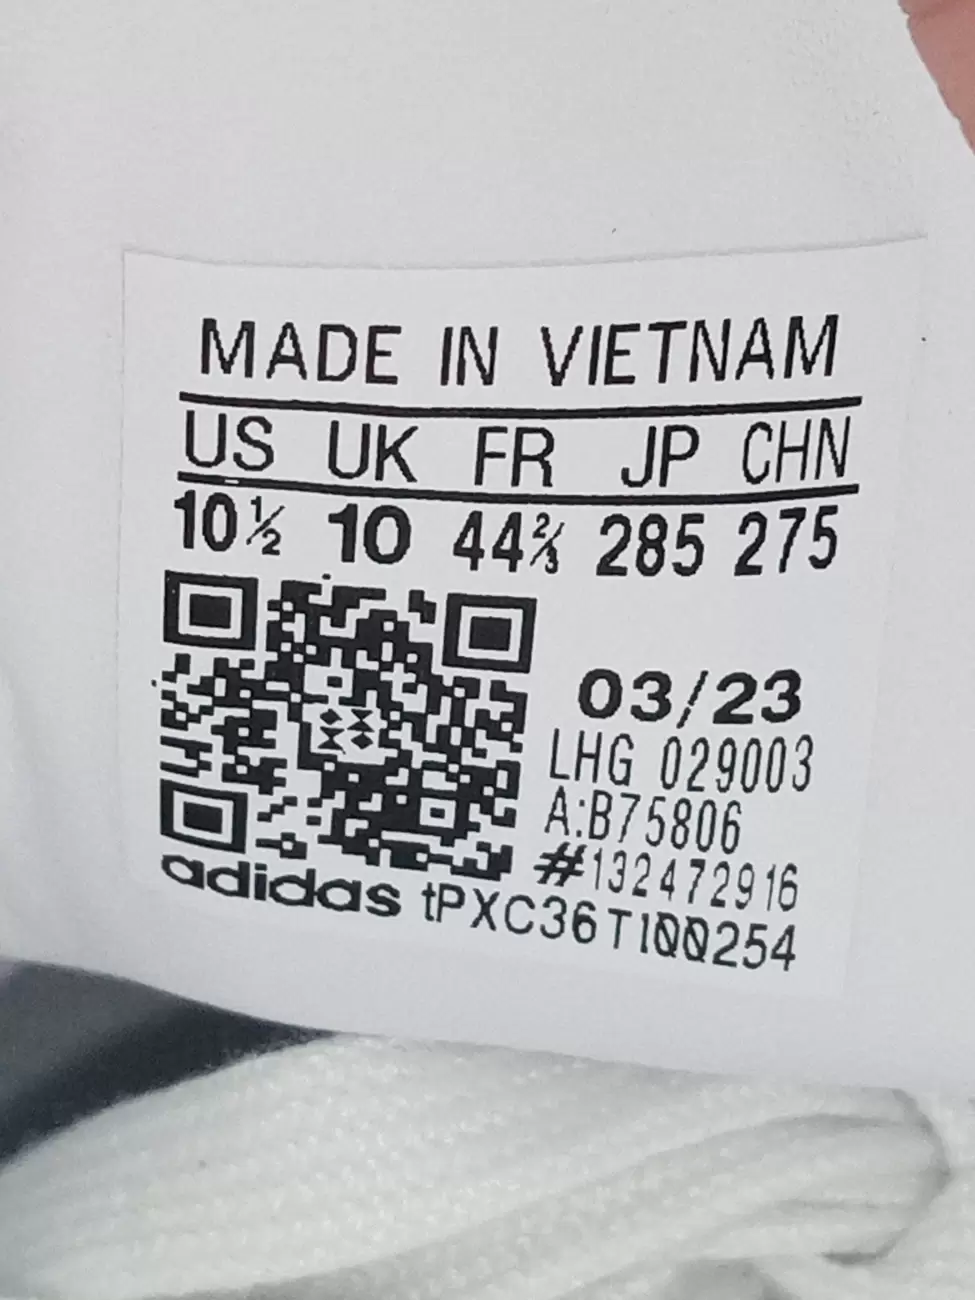 MADE IN VIETNAM
US UK FR JP CHN
10½ 10 44⅔ 285 275
03/23
LHG 029003
A:B75806
#132472916
adidas tPXC36T100254